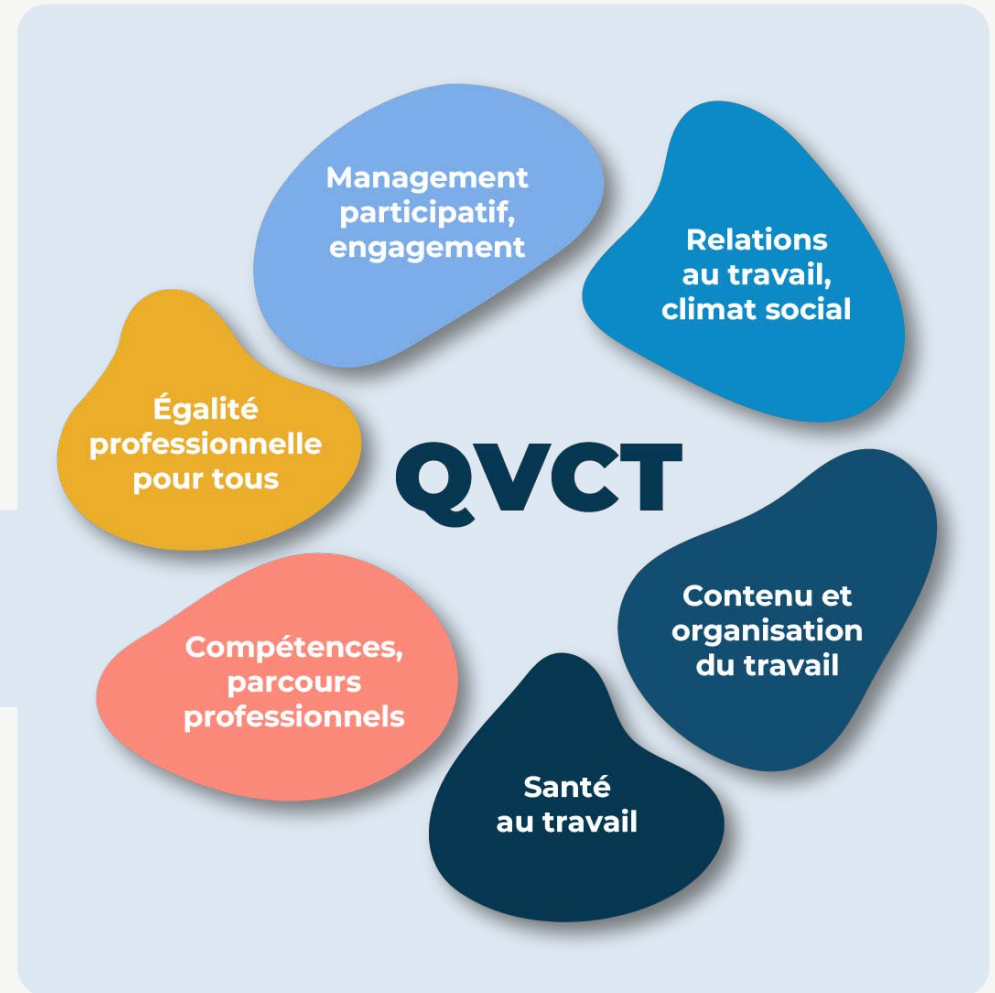 Management
participatif,
engagement
Relations
au travail,
climat social
Égalité
professionnelle
pour tous
QVCT
Contenu et
organisation
du travail
Compétences,
parcours
professionnels
Santé
au travail